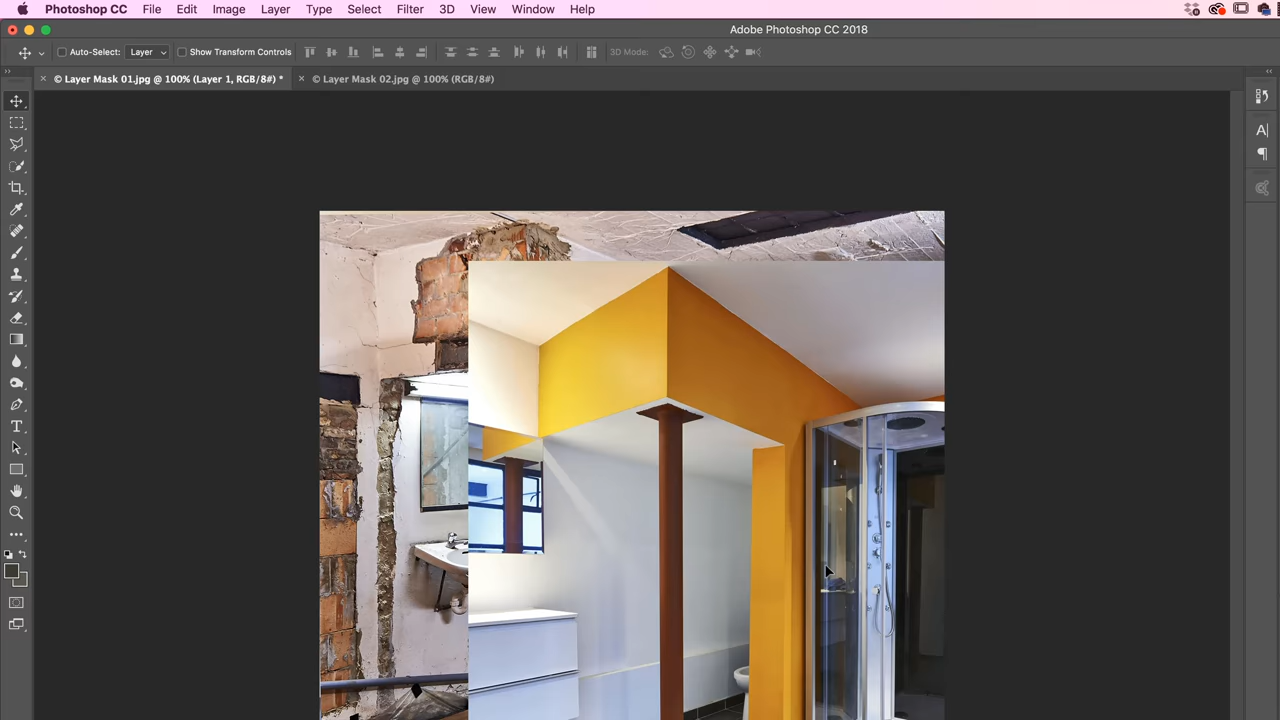 Photoshop CC File Edit Image Layer Type Select Filter 3D View Window Help
Adobe Photoshop CC 2018
Auto-Select: Layer Show Transform Controls 3D Mode:
© Layer Mask 01.jpg @ 100% (Layer 1, RGB/8#) * © Layer Mask 02.jpg @ 100% (RGB/8#)